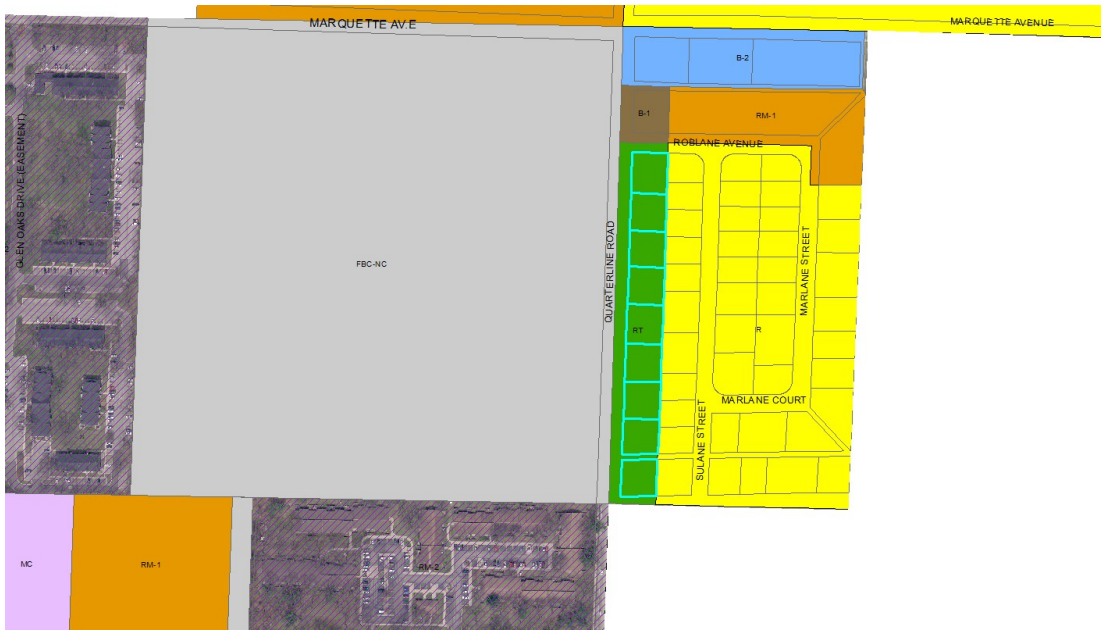 MARQUETTE AV.E
MARQUETTE AVENUE
B-2
B-1
RM-1
ROBLANE AVENUE
GLEN OAKS DRIVE (EASEMENT)
FBC-NC
QUARTERLINE ROAD
MARLANE STREET
RT
R
MARLANE COURT
SULANE STREET
MC
RM-1
RM-2